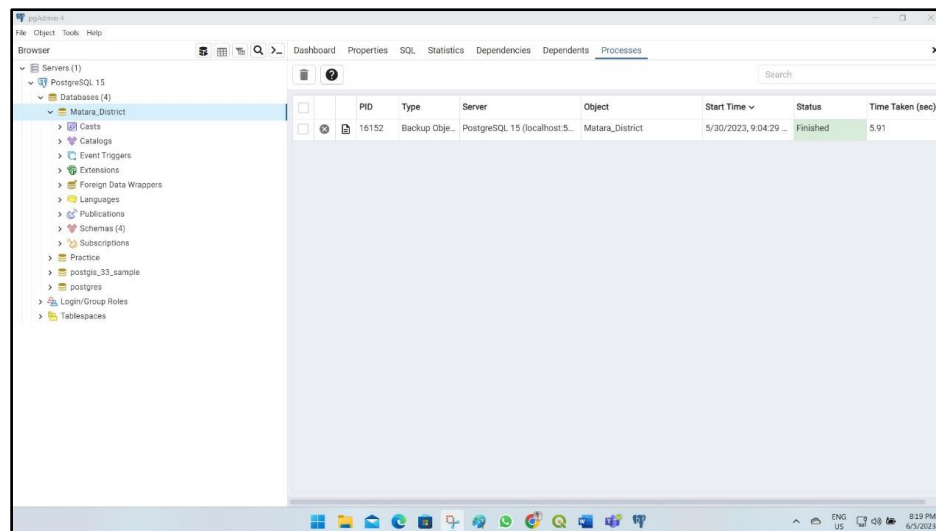 pgAdmin 4
File Object Tools Help
Browser
Dashboard Properties SQL Statistics Dependencies Dependents Processes
Servers (1)
PostgreSQL 15
Databases (4)
Matara_District
Casts
Catalogs
Event Triggers
Extensions
Foreign Data Wrappers
Languages
Publications
Schemas (4)
Subscriptions
Practice
postgis_33_sample
postgres
Login/Group Roles
Tablespaces
Search
PID Type Server Object Start Time Status Time Taken (sec)
16152 Backup Obje... PostgreSQL 15 (localhost:5... Matara_District 5/30/2023, 9:04:29 ... Finished 5.91
ENG US
8:19 PM
6/5/2023